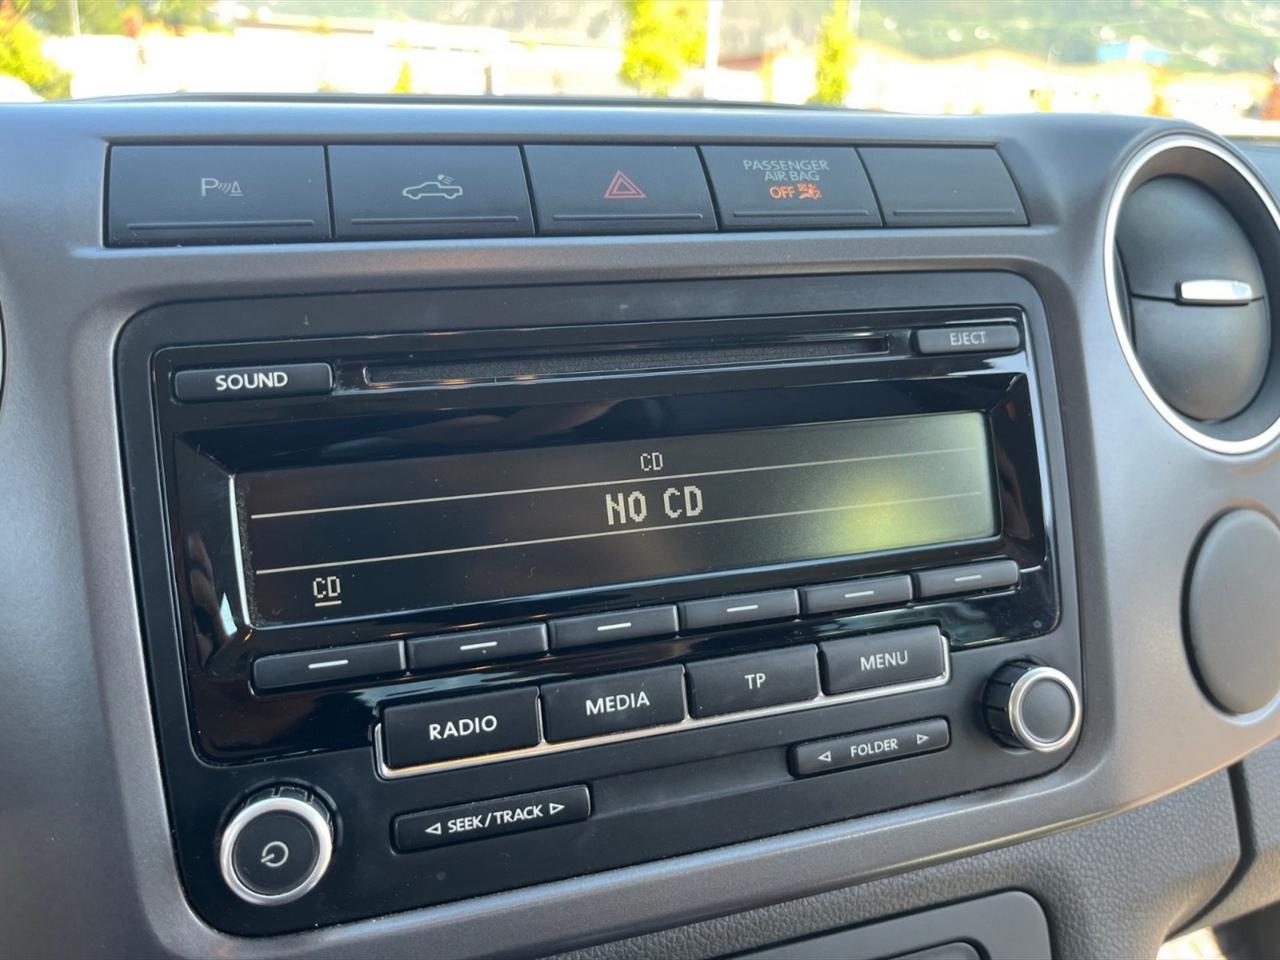 P
PASSENGER
AIR BAG
OFF
EJECT
SOUND
CD
NO CD
CD
RADIO
MEDIA
TP
MENU
FOLDER
SEEK/TRACK